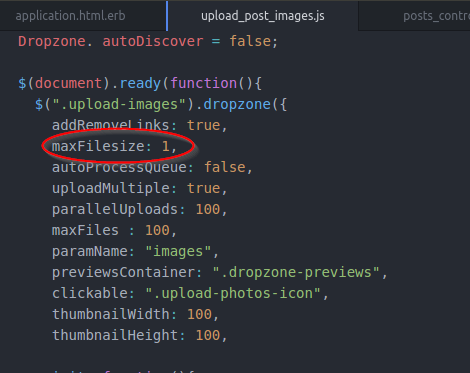 application.html.erb upload_post_images.js posts_contr
Dropzone. autoDiscover = false;
$(document).ready(function(){
$(".upload-images").dropzone({
addRemoveLinks: true,
maxFilesize: 1,
autoProcessQueue: false,
uploadMultiple: true,
parallelUploads: 100,
maxFiles : 100,
paramName: "images",
previewsContainer: ".dropzone-previews",
clickable: ".upload-photos-icon",
thumbnailWidth: 100,
thumbnailHeight: 100,